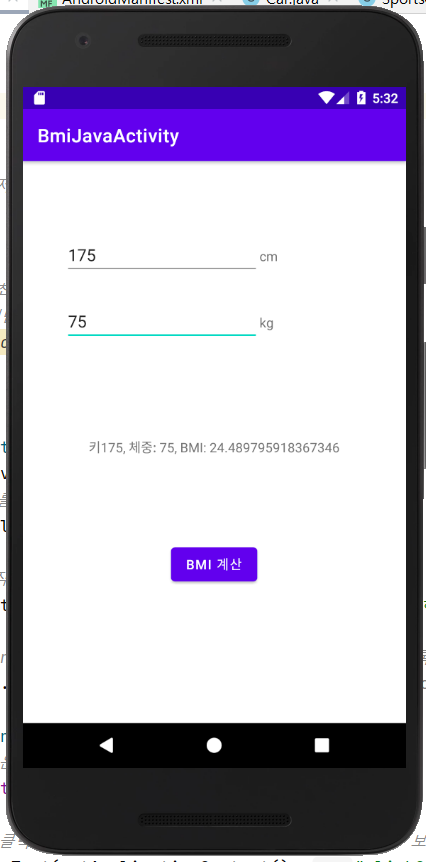 AndroidManifest.xml
Car.java
5:32
BmiJavaActivity
175 cm
75 kg
키175, 체중: 75, BMI: 24.489795918367346
BMI 계산